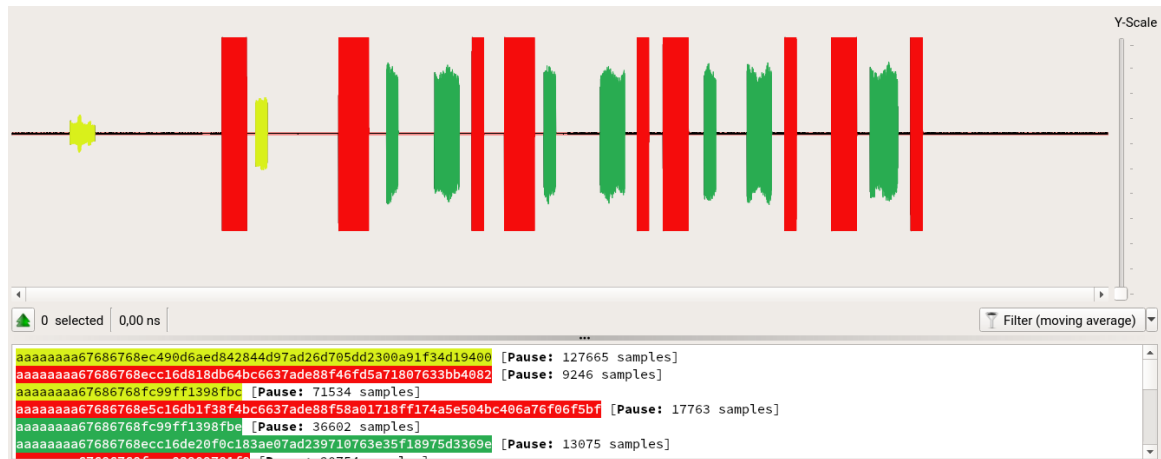 Y-Scale
0 selected 0,00 ns Filter (moving average)
aaaaaaaa67686768ec490d6aed842844d97ad26d705dd2300a91f34d19400 [Pause: 127665 samples]
aaaaaaaa67686768ecc16d818db64bc6637ade88f46fd5a71807633bb4082 [Pause: 9246 samples]
aaaaaaaa67686768fc99ff1398fbc [Pause: 71534 samples]
aaaaaaaa67686768e5c16db1f38f4bc6637ade88f58a01718ff174a5e504bc406a76f06f5bf [Pause: 17763 samples]
aaaaaaaa67686768fc99ff1398fbe [Pause: 36602 samples]
aaaaaaaa67686768ecc16de20f0c183ae07ad239710763e35f18975d3369e [Pause: 13075 samples]